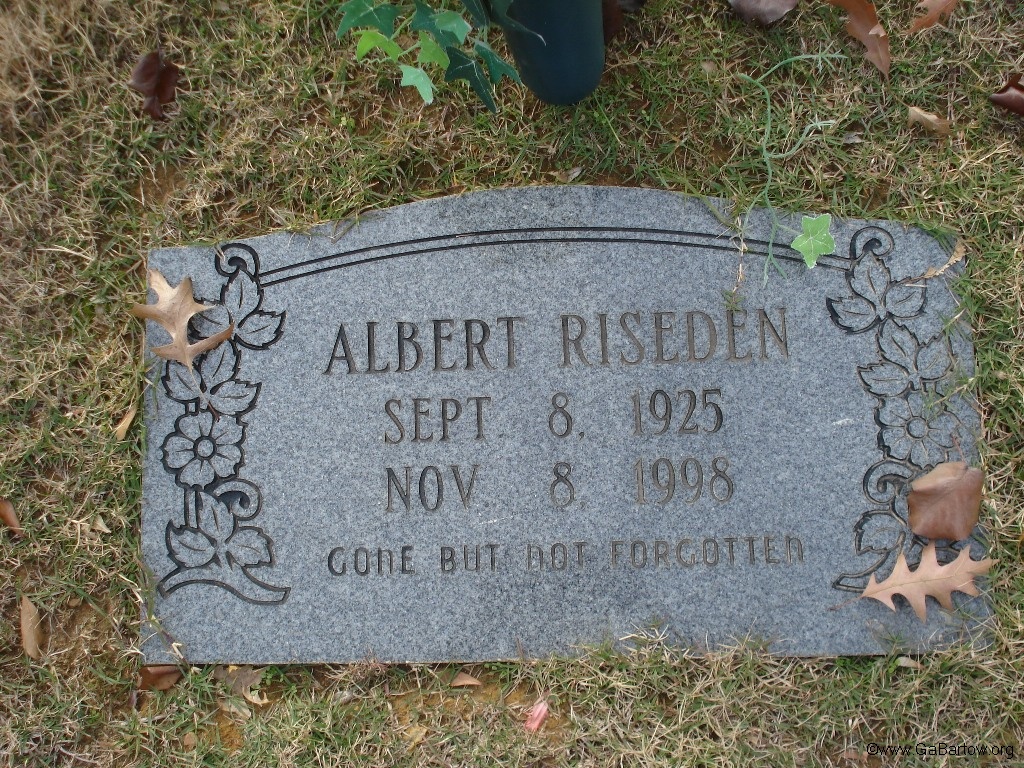 ALBERT RISEDEN
SEPT. 8, 1925
NOV 8, 1998
GONE BUT NOT FORGOTTEN
©www.GaBartow.org